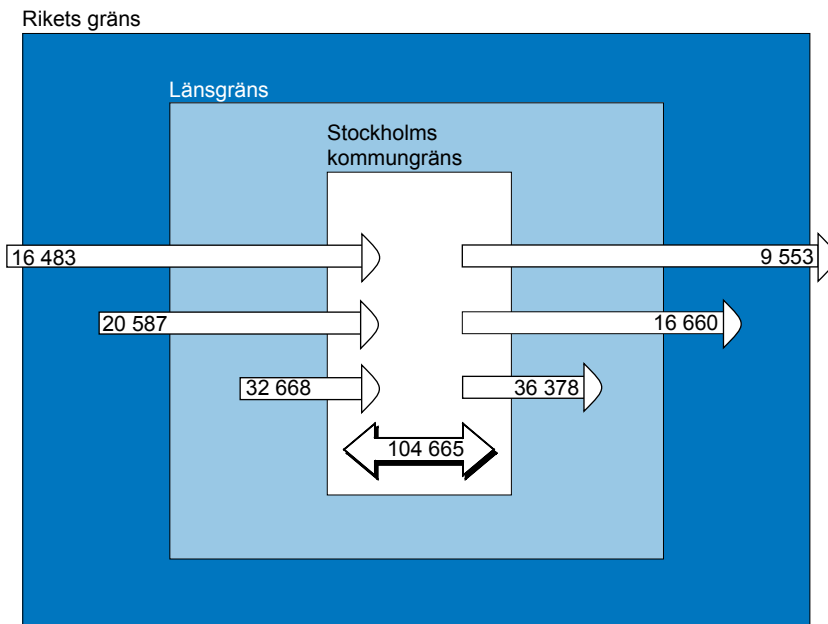 Rikets gräns
Länsgräns
Stockholms
kommungräns
16 483
9 553
20 587
16 660
32 668
36 378
104 665